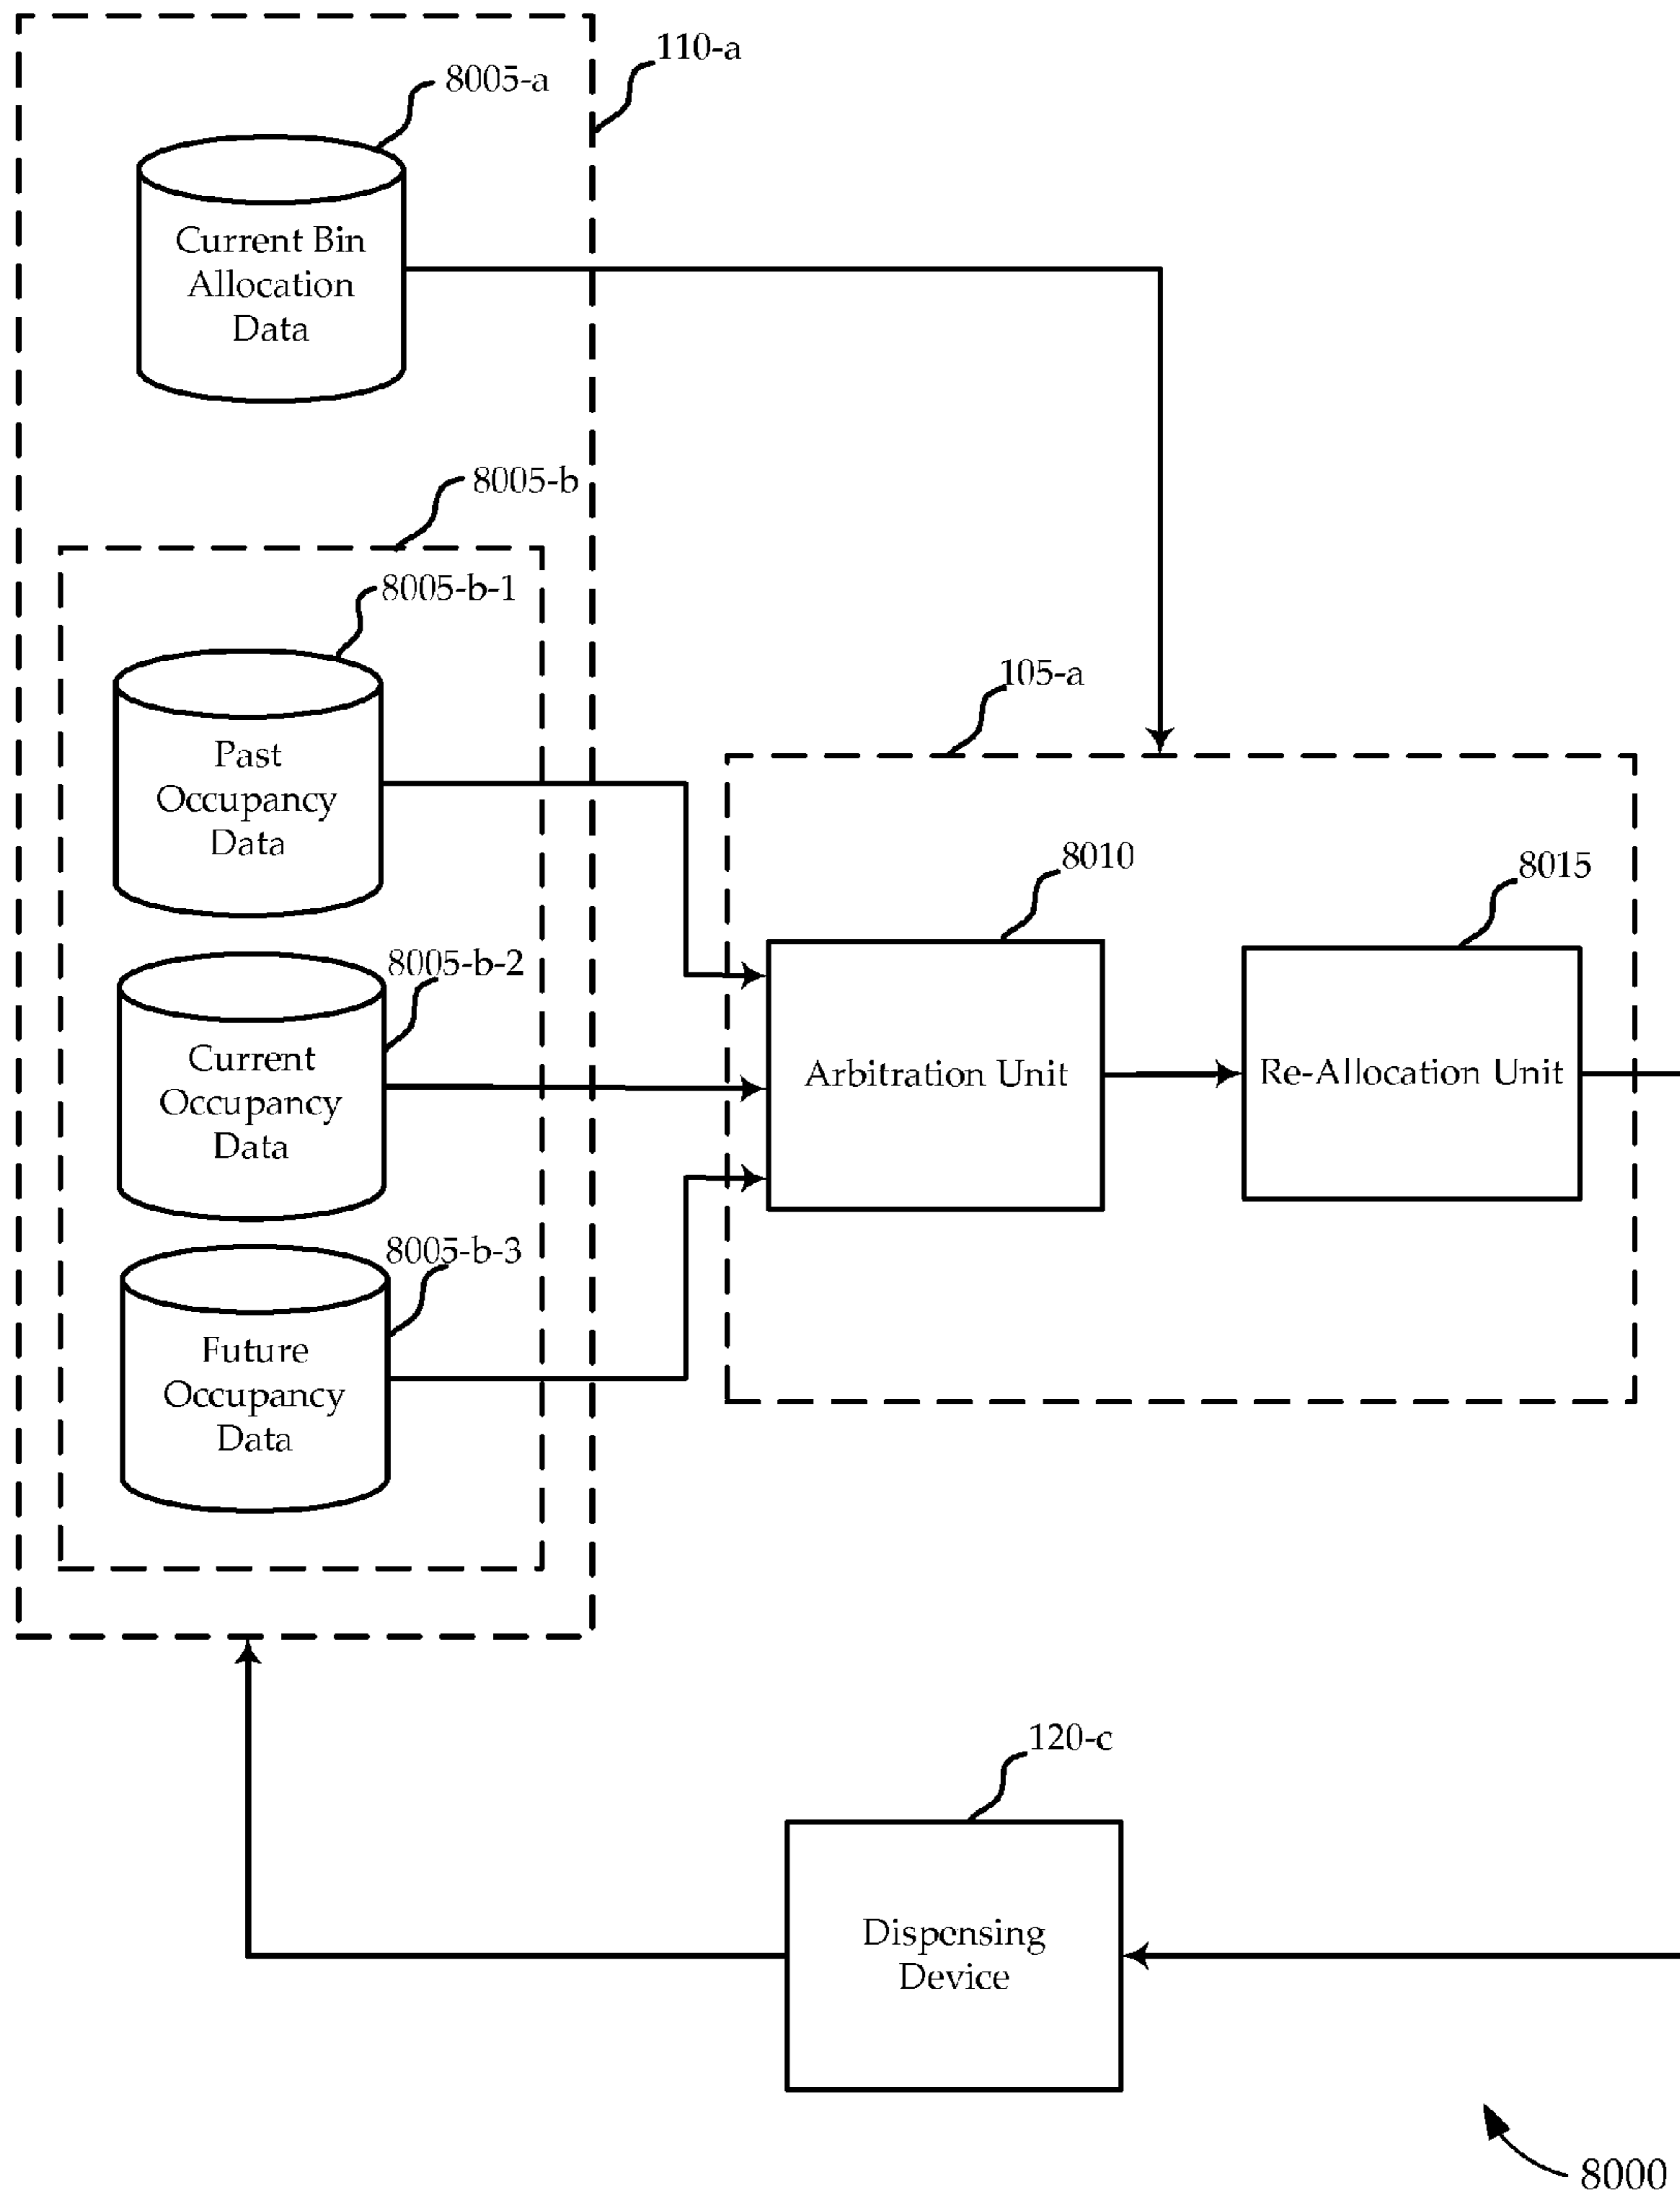 110-a
8005-a
Current Bin
Allocation
Data
8005-b
8005-b-1
Past
Occupancy
Data
105-a
8010
8015
8005-b-2
Current
Occupancy
Data
Arbitration Unit
Re-Allocation Unit
8005-b-3
Future
Occupancy
Data
120-c
Dispensing
Device
8000